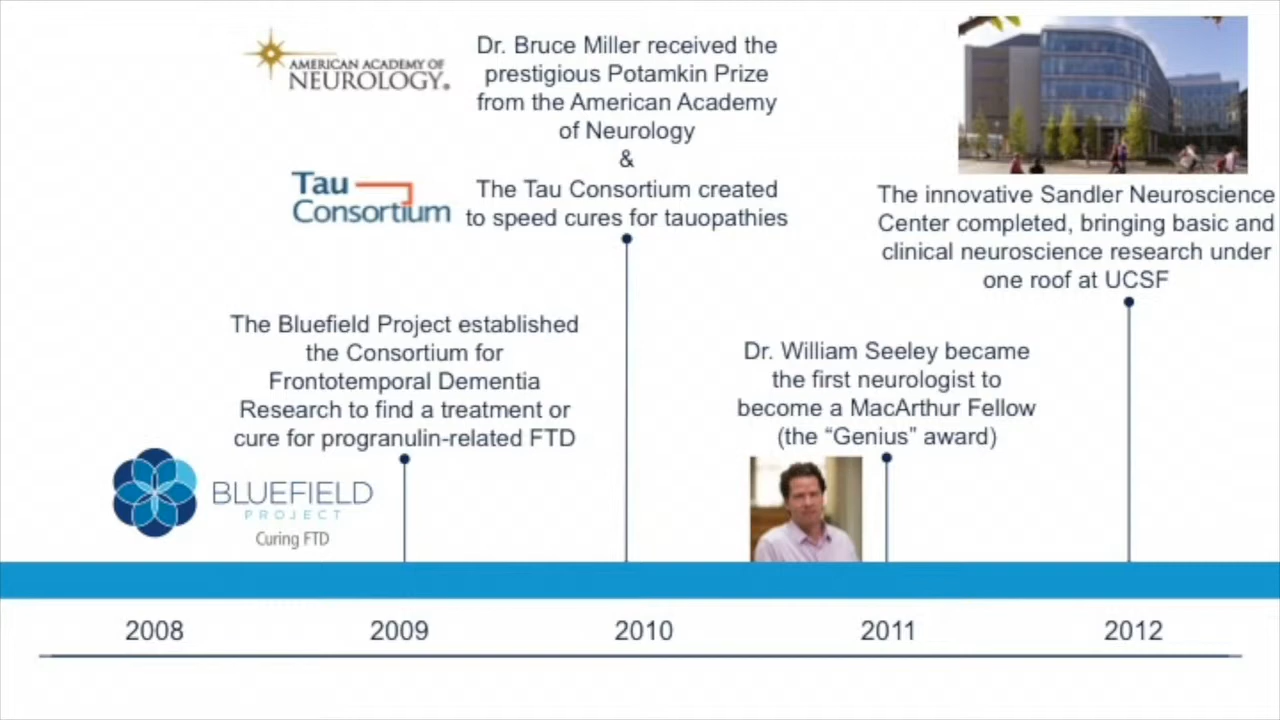 AMERICAN ACADEMY OF
NEUROLOGY®
Dr. Bruce Miller received the
prestigious Potamkin Prize
from the American Academy
of Neurology
&
The Tau Consortium created
to speed cures for tauopathies
Tau
Consortium
The innovative Sandler Neuroscience
Center completed, bringing basic and
clinical neuroscience research under
one roof at UCSF
The Bluefield Project established
the Consortium for
Frontotemporal Dementia
Research to find a treatment or
cure for progranulin-related FTD
Dr. William Seeley became
the first neurologist to
become a MacArthur Fellow
(the “Genius” award)
BLUEFIELD
PROJECT
Curing FTD
2008 2009 2010 2011 2012